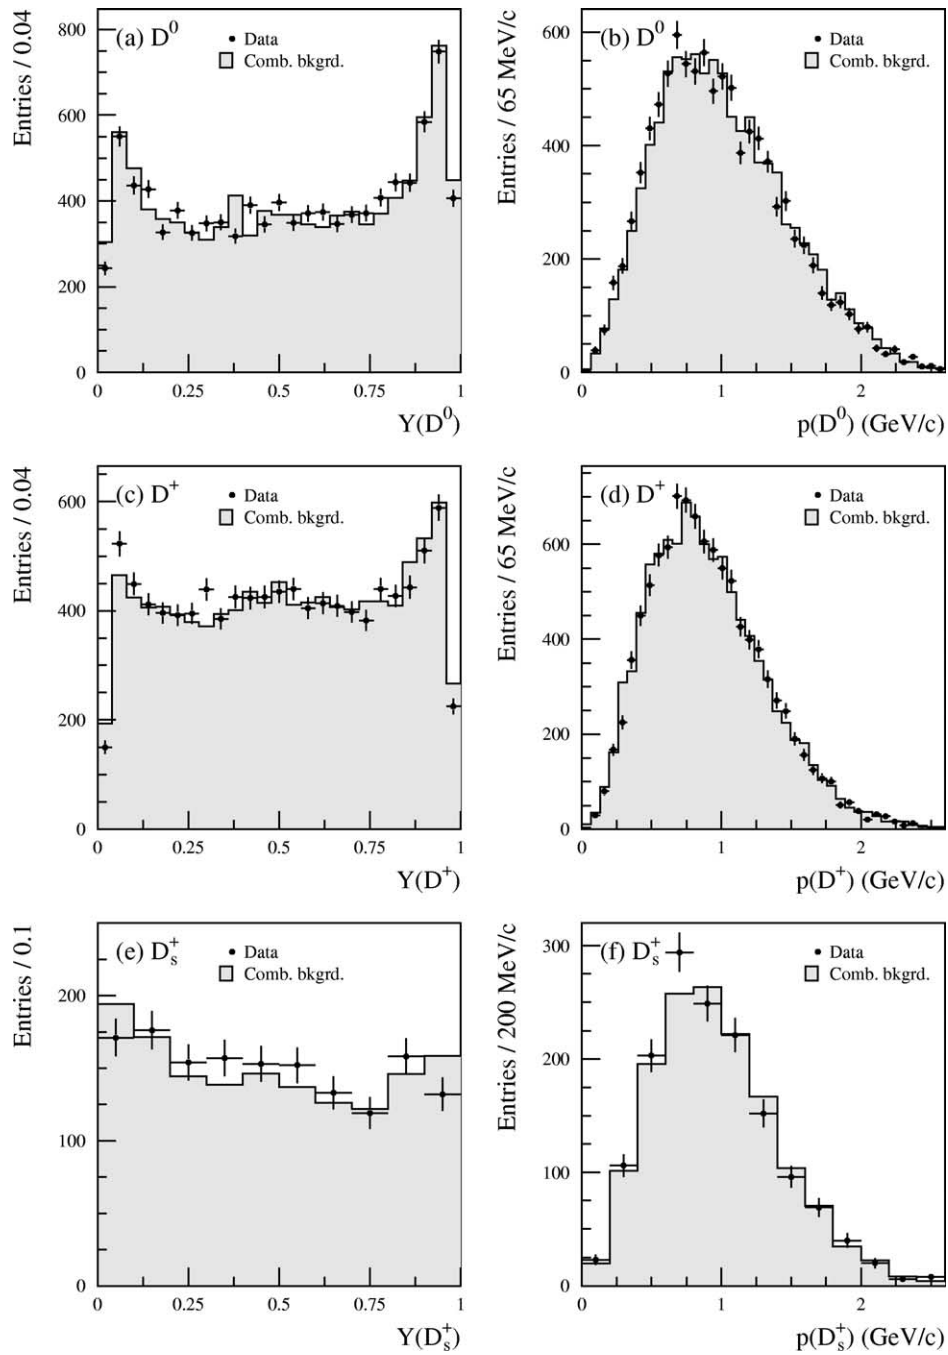 (a) D⁰
Data
Comb. bkgrd.
Entries / 0.04
800
600
400
200
0
0 0.25 0.5 0.75 1
Y(D⁰)
(b) D⁰
Data
Comb. bkgrd.
Entries / 65 MeV/c
600
400
200
0
0 1 2
p(D⁰) (GeV/c)
(c) D⁺
Data
Comb. bkgrd.
Entries / 0.04
600
400
200
0
0 0.25 0.5 0.75 1
Y(D⁺)
(d) D⁺
Data
Comb. bkgrd.
Entries / 65 MeV/c
600
400
200
0
0 1 2
p(D⁺) (GeV/c)
(e) Dₛ⁺
Data
Comb. bkgrd.
Entries / 0.1
200
100
0
0 0.25 0.5 0.75 1
Y(Dₛ⁺)
(f) Dₛ⁺
Data
Comb. bkgrd.
Entries / 200 MeV/c
300
200
100
0
0 1 2
p(Dₛ⁺) (GeV/c)